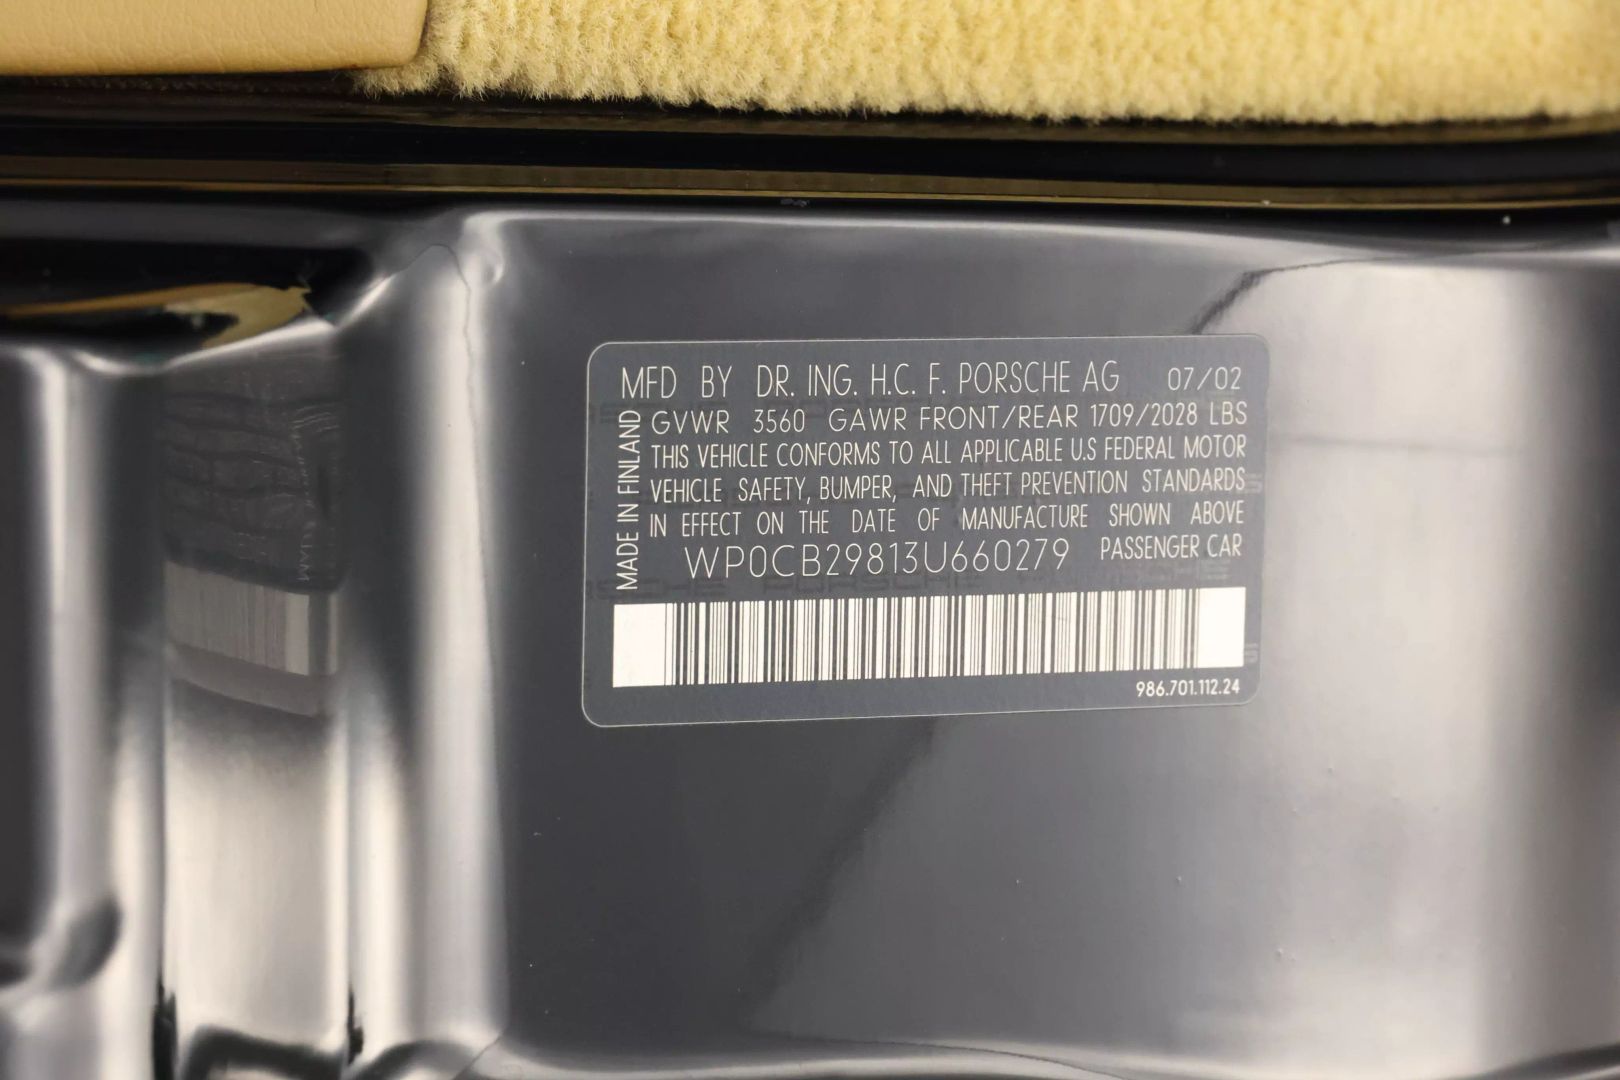 MFD BY DR. ING. H.C. F. PORSCHE AG 07/02
GVWR 3560 GAWR FRONT/REAR 1709/2028 LBS
THIS VEHICLE CONFORMS TO ALL APPLICABLE U.S FEDERAL MOTOR
VEHICLE SAFETY, BUMPER, AND THEFT PREVENTION STANDARDS
IN EFFECT ON THE DATE OF MANUFACTURE SHOWN ABOVE
WP0CB29813U660279 PASSENGER CAR
MADE IN FINLAND
986.701.112.24